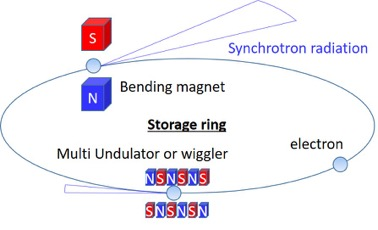 S
Synchrotron radiation
N
Bending magnet
Storage ring
electron
Multi Undulator or wiggler
NSNSNS
SNSNSN